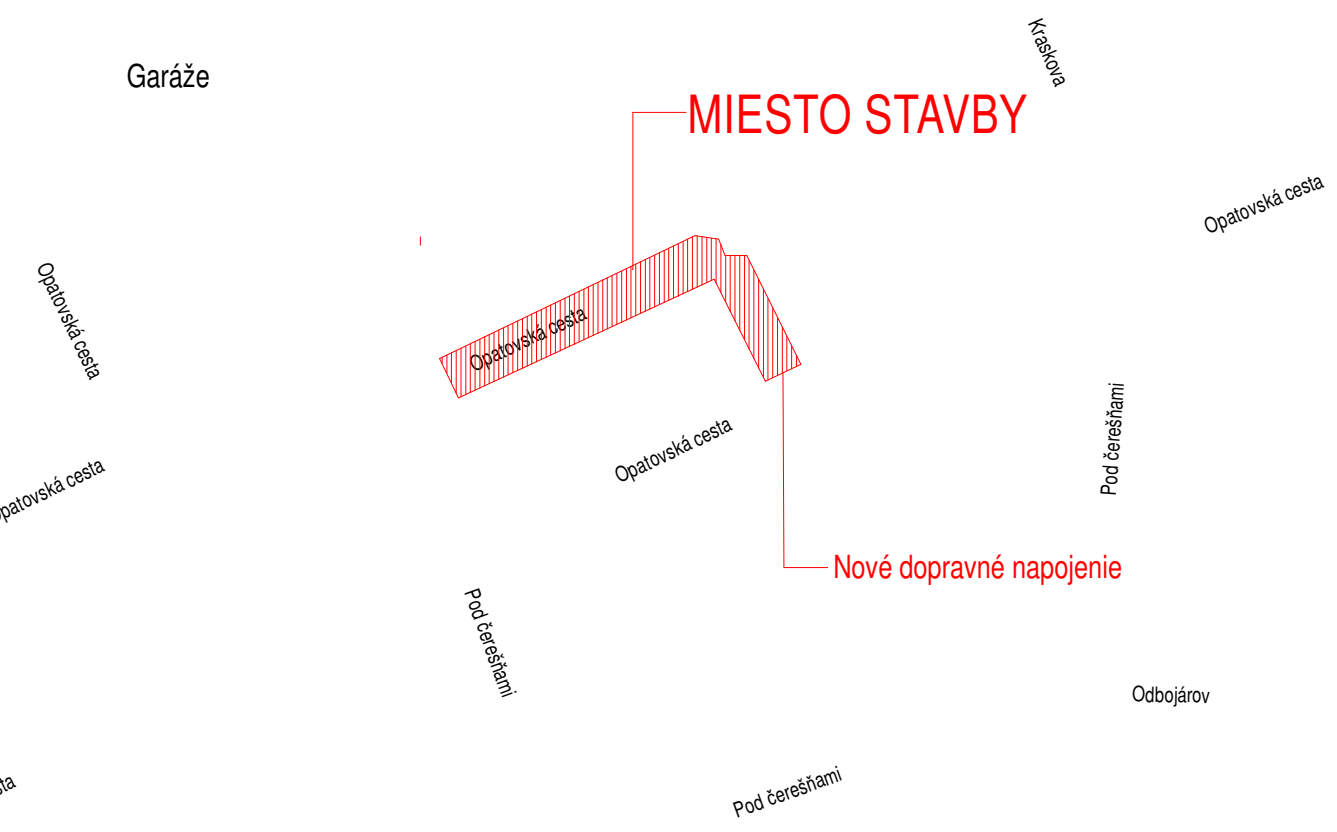 Kraskova
Garáže
MIESTO STAVBY
Opatovská cesta
Opatovská cesta
Opatovská cesta
Opatovská cesta
Pod čerešňami
cesta
Nové dopravné napojenie
Pod čerešňami
Odbojárov
Pod čerešňami